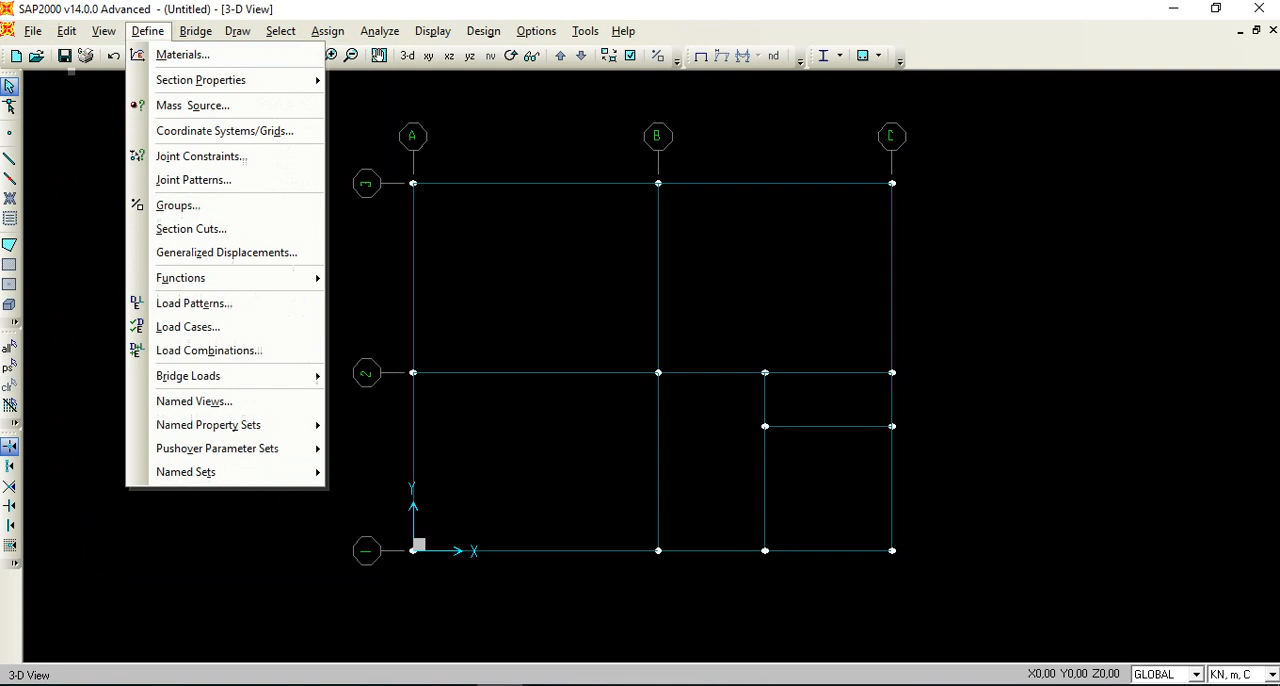 SAP2000 v14.0.0 Advanced - (Untitled) - [3-D View]
File Edit View Define Bridge Draw Select Assign Analyze Display Design Options Tools Help
3-d xy xz yz nv nd
Materials...
Section Properties
Mass Source...
Coordinate Systems/Grids...
Joint Constraints...
Joint Patterns...
Groups...
Section Cuts...
Generalized Displacements...
Functions
Load Patterns...
Load Cases...
Load Combinations...
Bridge Loads
Named Views...
Named Property Sets
Pushover Parameter Sets
Named Sets
all
ps
clr
A B
3
2
1
Y
X
3-D View X0,00 Y0,00 Z0,00 GLOBAL KN, m, C